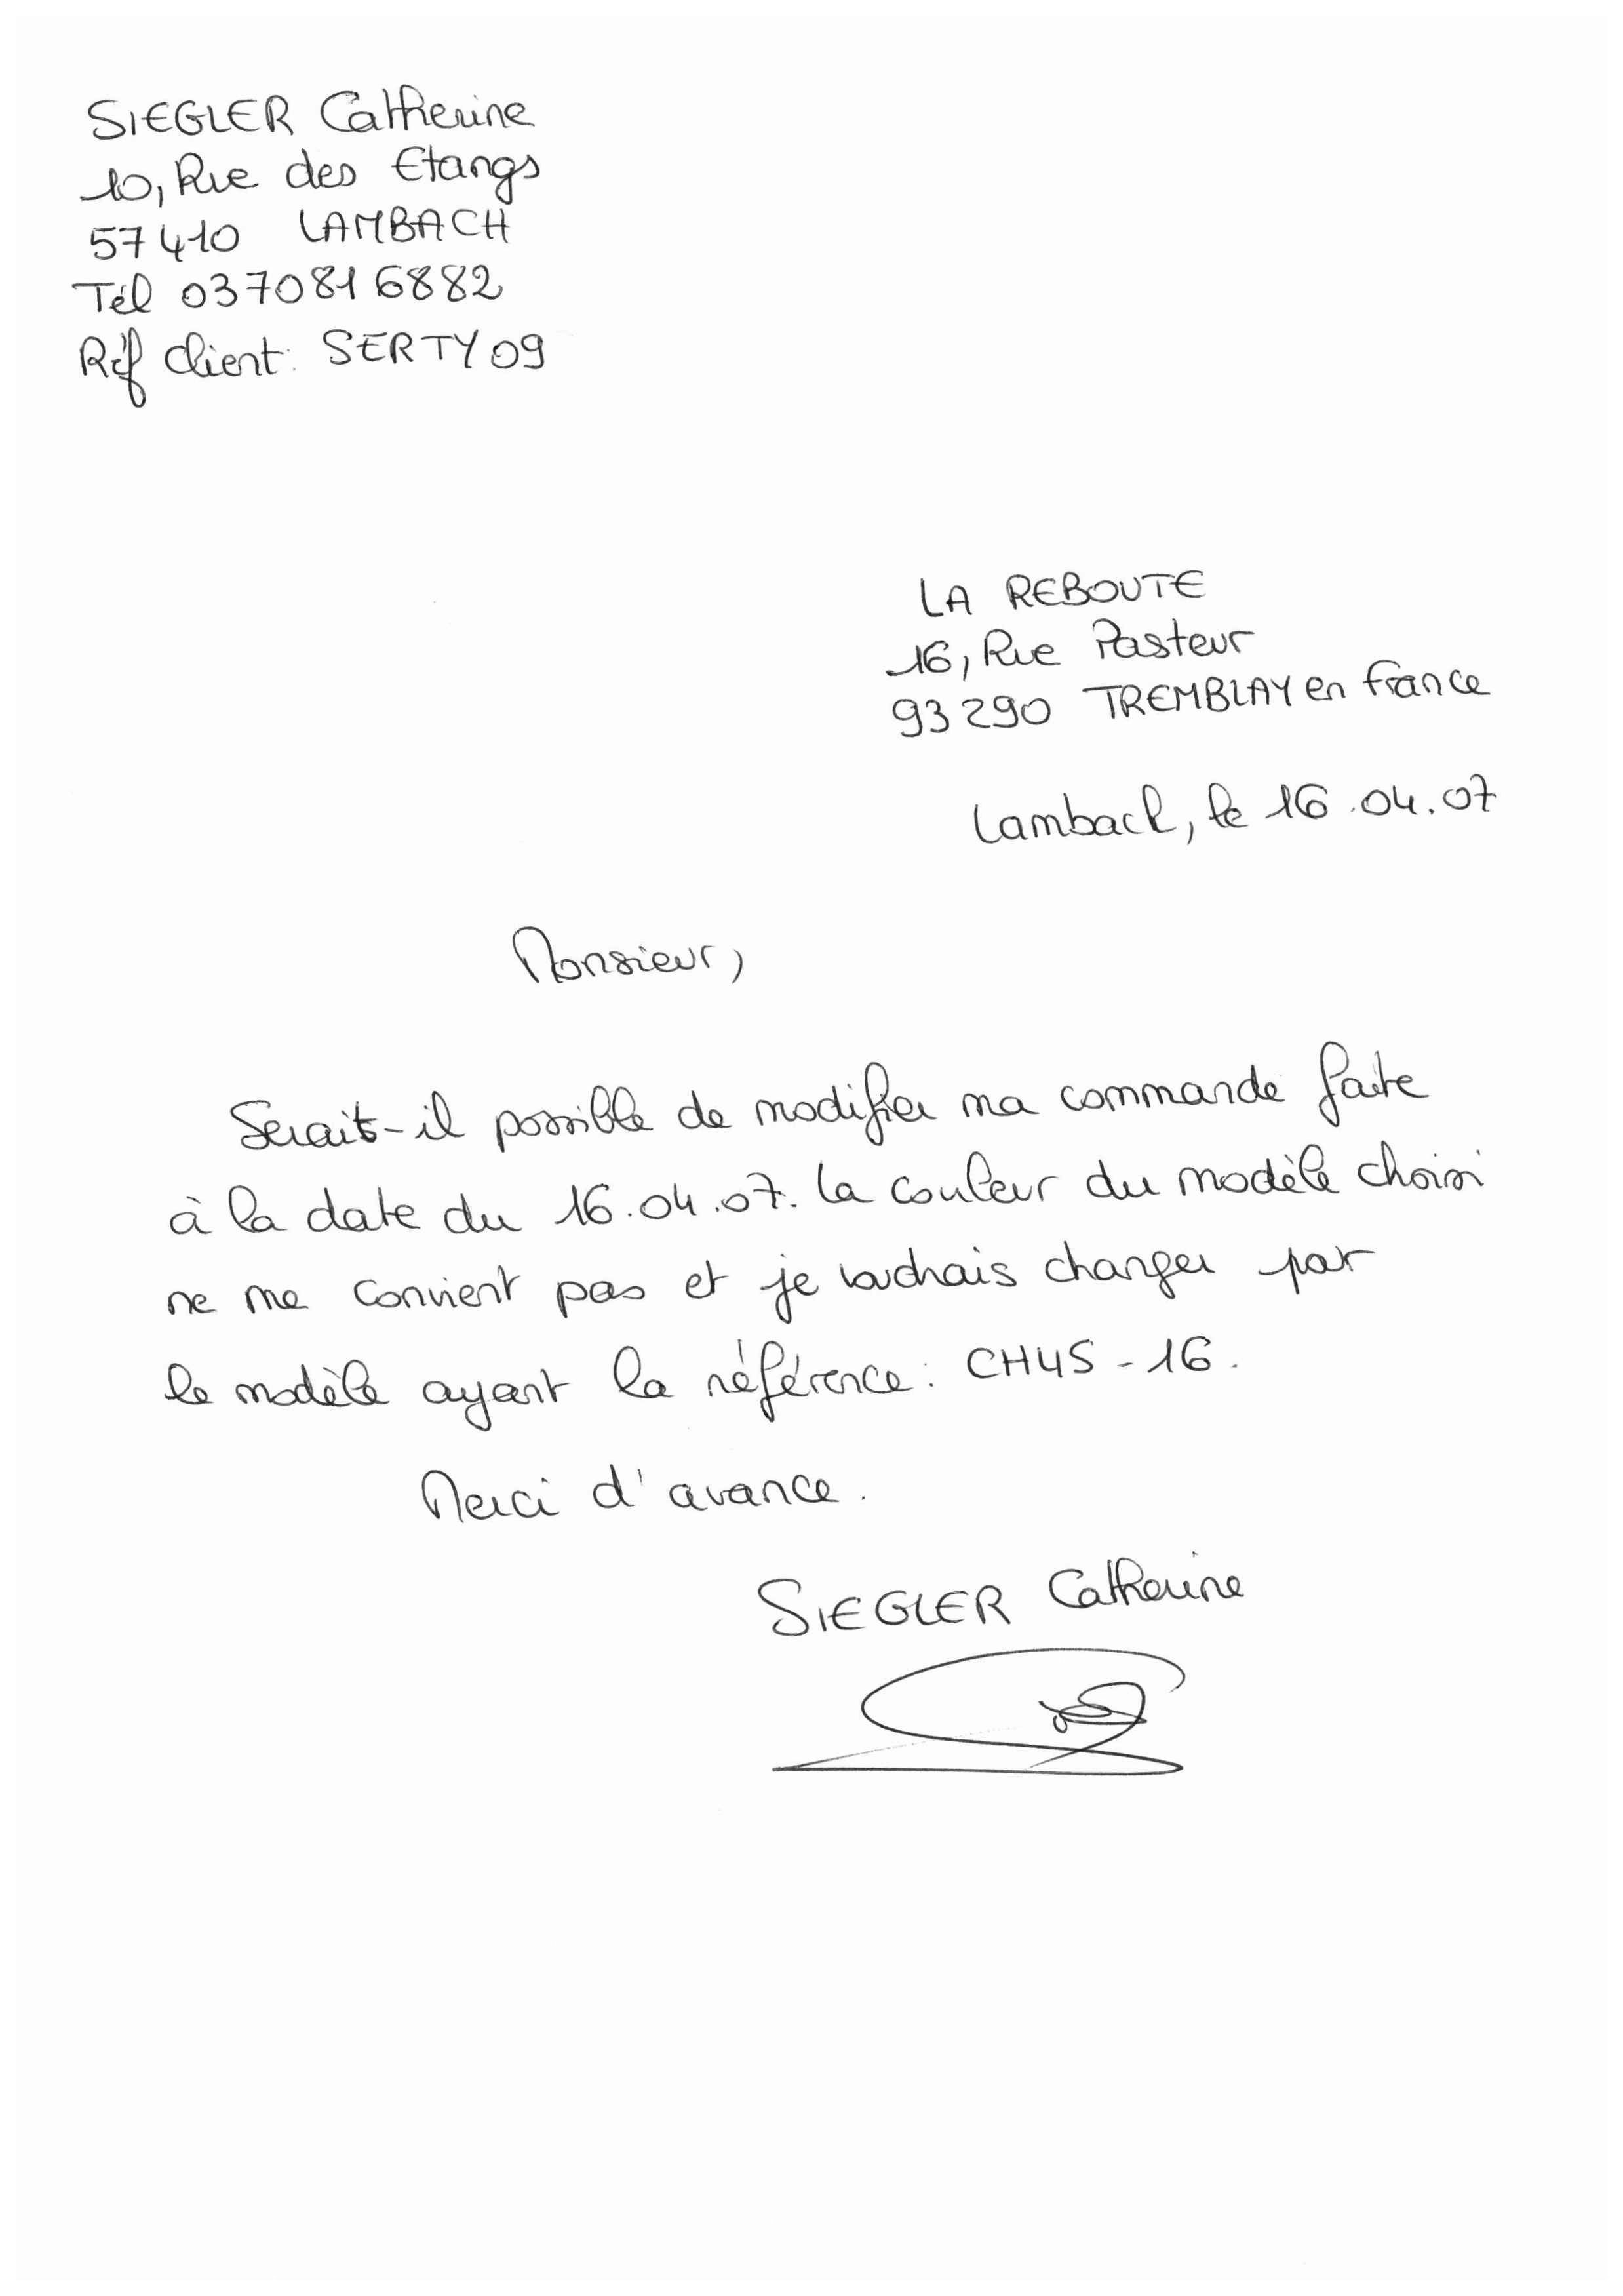 SIEGLER Catherine
10, Rue des Etangs
57410 LAMBACH
Tél 0370816882
Réf client: SERTY09
LA REBOUTE
16, Rue Pasteur
93290 TREMBLAY en France
Lambach, le 16.04.07
Monsieur,
Serait-il possible de modifier ma commande faite
à la date du 16.04.07. La couleur du modèle choisi
ne me convient pas et je voudrais changer par
le modèle ayant la référence: CH45-16.
Merci d'avance.
SIEGLER Catherine